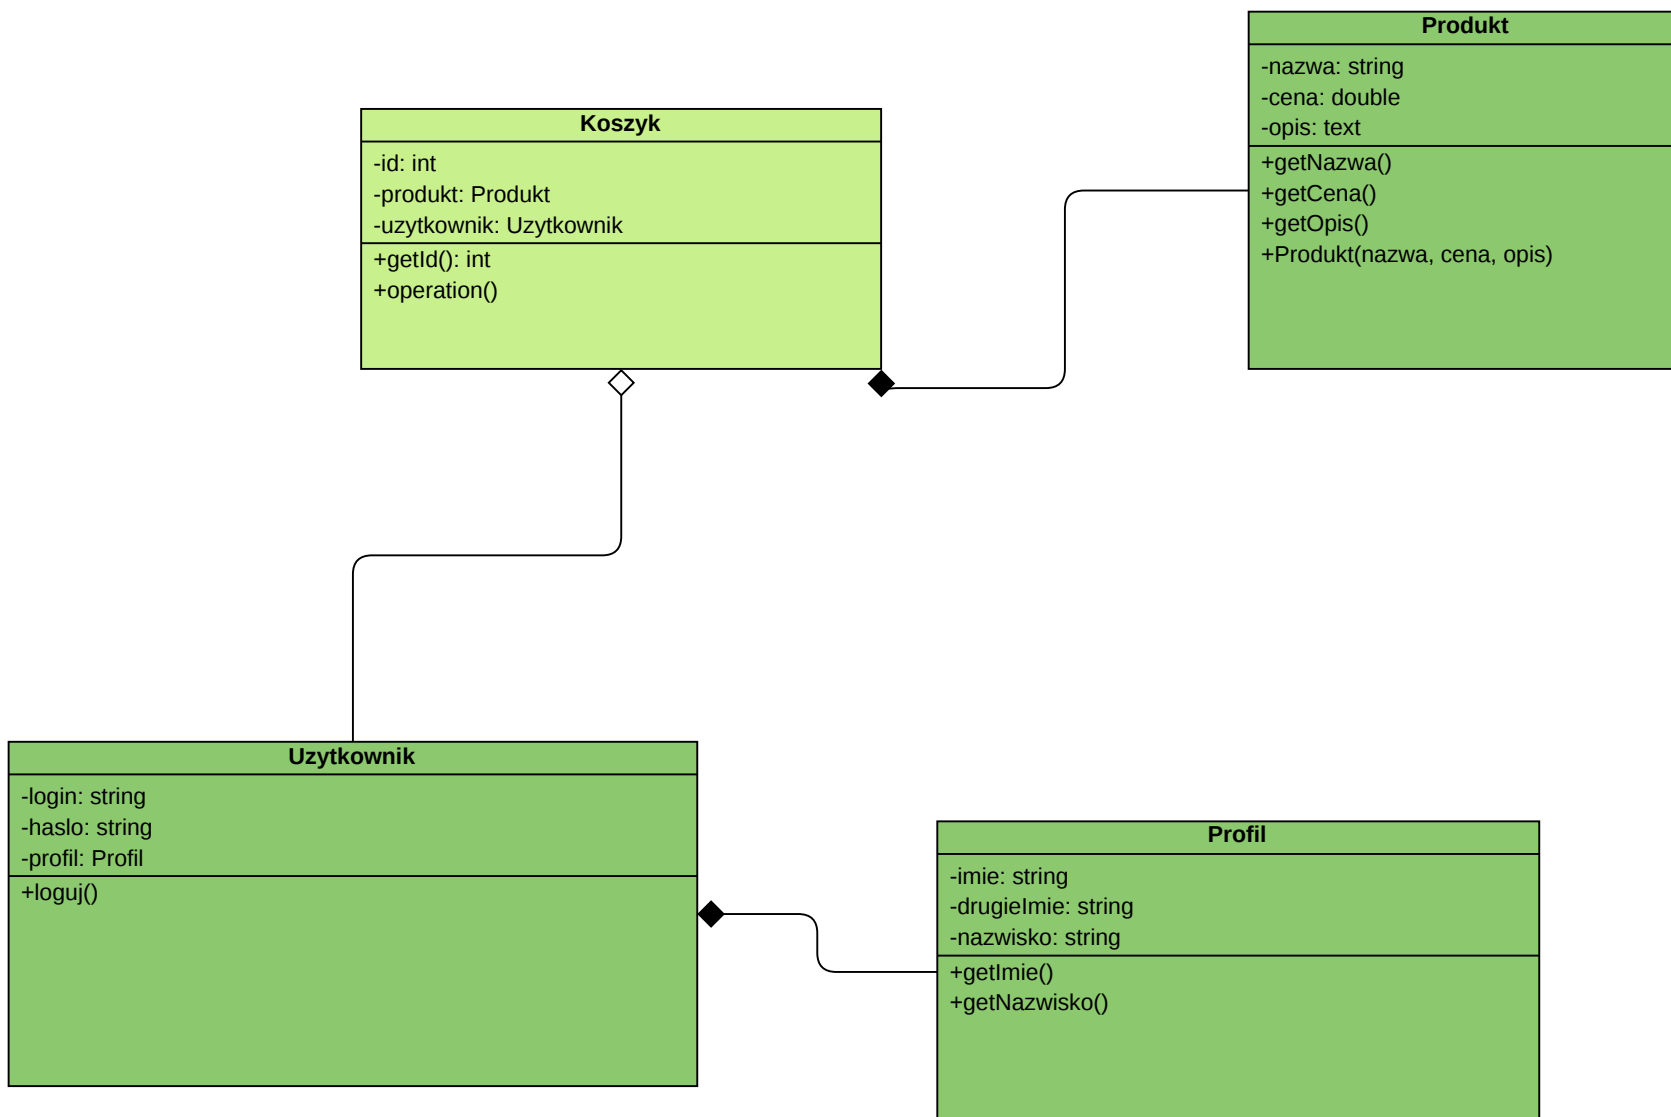 Produkt
-nazwa: string
-cena: double
-opis: text
+getNazwa()
+getCena()
+getOpis()
+Produkt(nazwa, cena, opis)
Koszyk
-id: int
-produkt: Produkt
-uzytkownik: Uzytkownik
+getId(): int
+operation()
Uzytkownik
-login: string
-haslo: string
-profil: Profil
+loguj()
Profil
-imie: string
-drugieImie: string
-nazwisko: string
+getImie()
+getNazwisko()